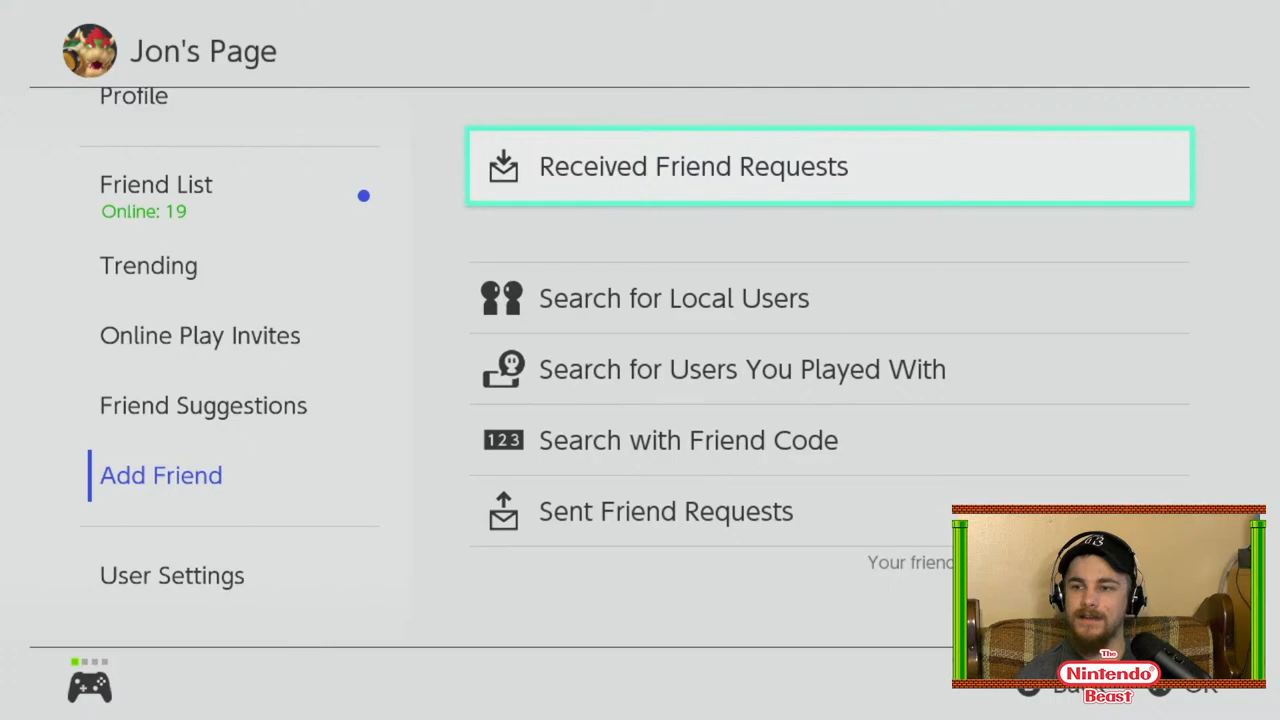 Jon's Page
Profile
Friend List
Online: 19
Trending
Online Play Invites
Friend Suggestions
Add Friend
User Settings
Received Friend Requests
Search for Local Users
Search for Users You Played With
123
Search with Friend Code
Sent Friend Requests
Your friend
The
Nintendo
Beast